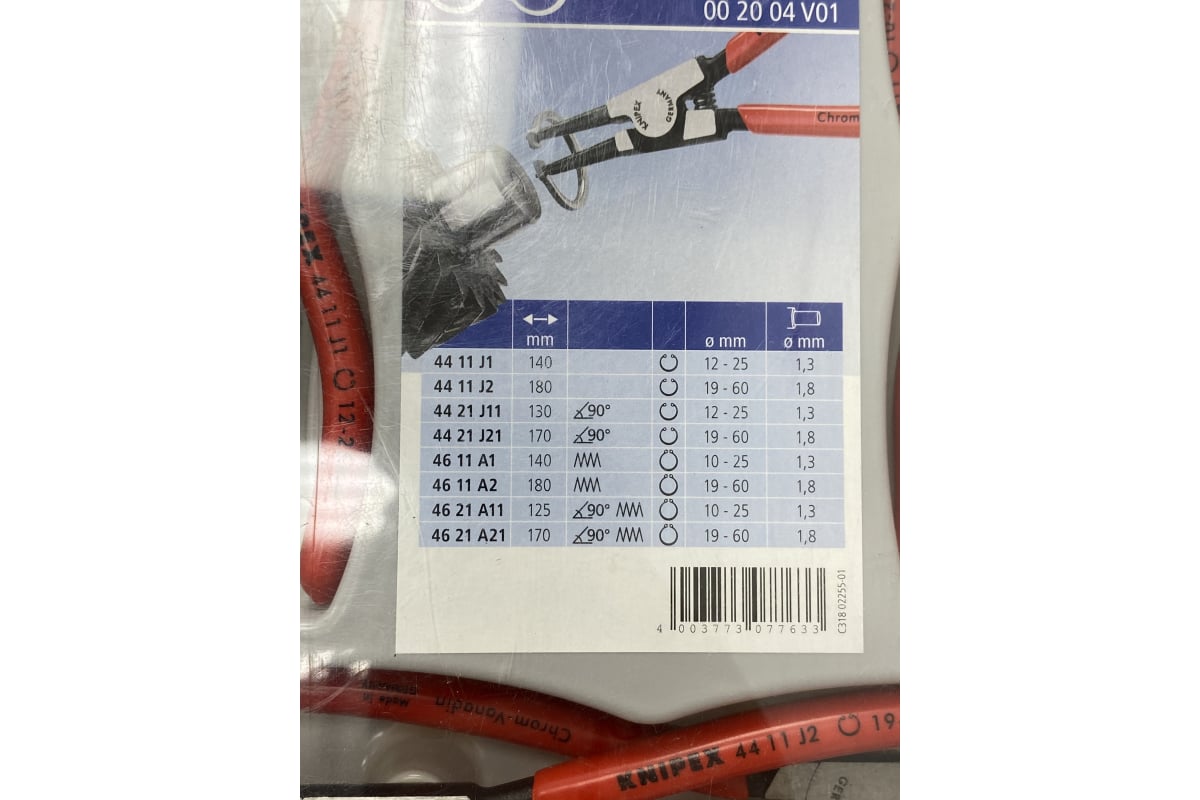 00 20 04 V01
KNIPEX
GERMANY
Chrom
mm
ø mm
ø mm
44 11 J1 140 12 - 25 1,3
44 11 J2 180 19 - 60 1,8
44 21 J11 130 90° 12 - 25 1,3
44 21 J21 170 90° 19 - 60 1,8
46 11 A1 140 10 - 25 1,3
46 11 A2 180 19 - 60 1,8
46 21 A11 125 90° 10 - 25 1,3
46 21 A21 170 90° 19 - 60 1,8
4 003773 077633
C318 02255-01
PEX 44 11 J1 12-2
Made in
Germany
Chrom-Vanadin
KNIPEX 44 11 J2 19
GER